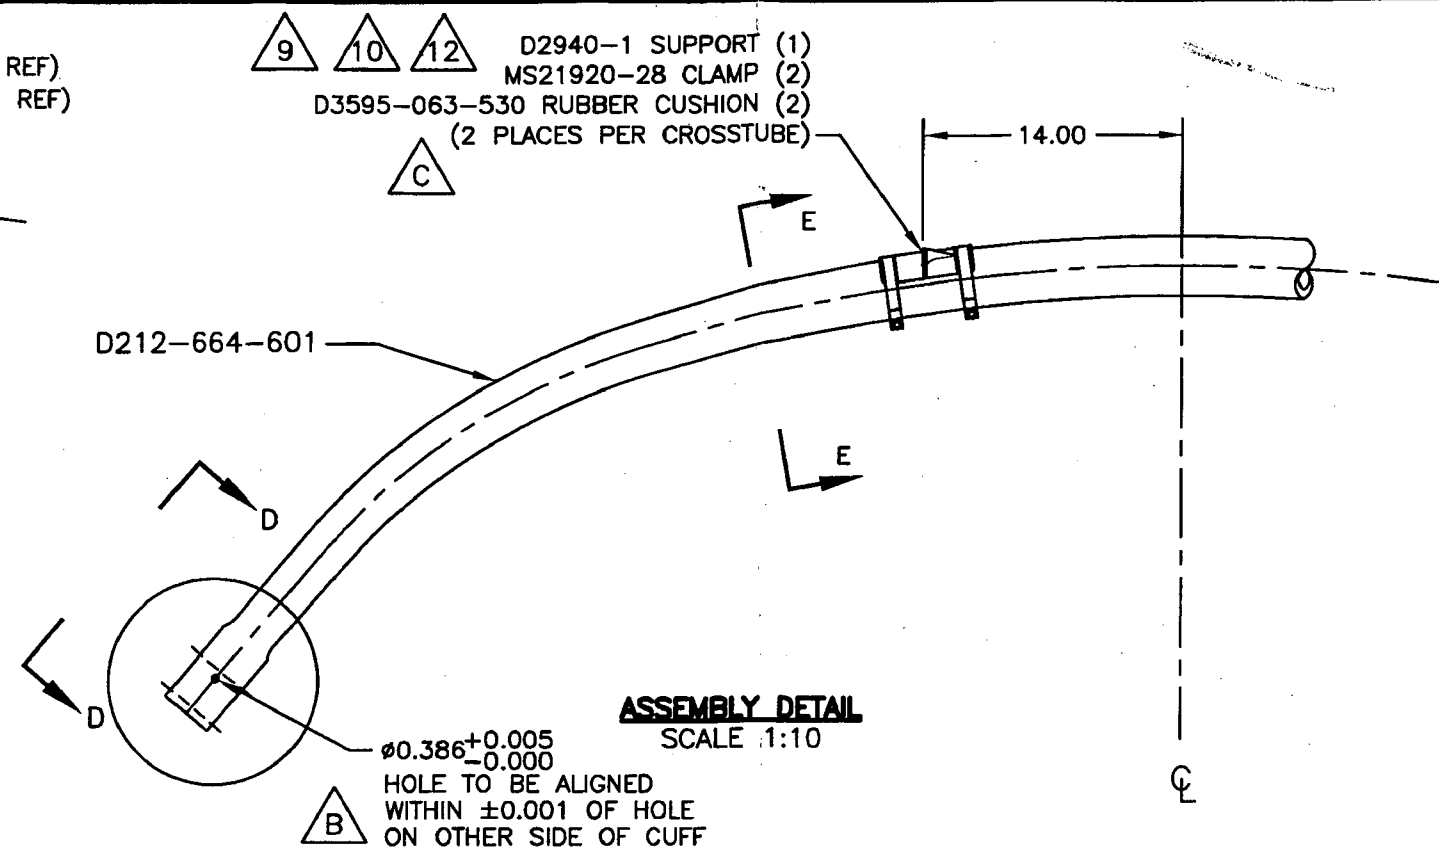 REF)
REF)
9 10 12
D2940-1 SUPPORT (1)
MS21920-28 CLAMP (2)
D3595-063-530 RUBBER CUSHION (2)
(2 PLACES PER CROSSTUBE)
C
14.00
E
D212-664-601
E
D
D
ASSEMBLY DETAIL
SCALE 1:10
ø0.386+0.005
-0.000
HOLE TO BE ALIGNED
WITHIN ±0.001 OF HOLE
ON OTHER SIDE OF CUFF
B
℄